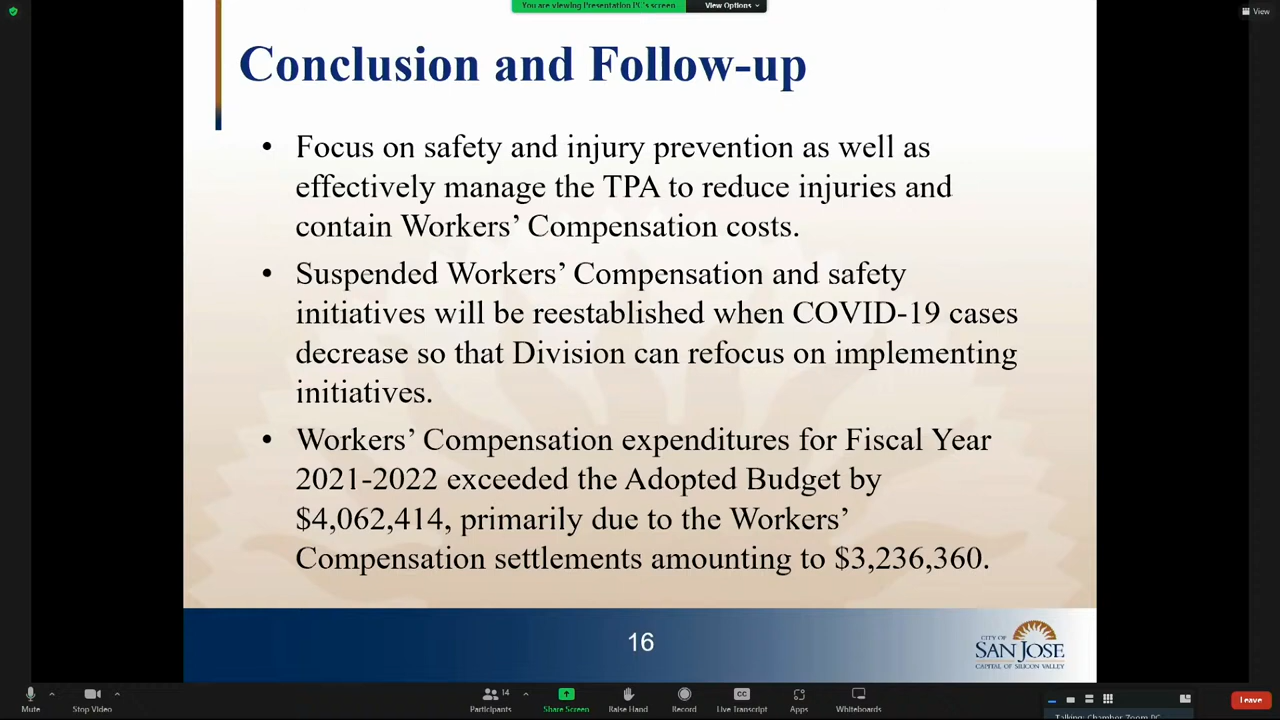 You are viewing Presentation PC's screen
View Options
View
Conclusion and Follow-up
• Focus on safety and injury prevention as well as
effectively manage the TPA to reduce injuries and
contain Workers’ Compensation costs.
• Suspended Workers’ Compensation and safety
initiatives will be reestablished when COVID-19 cases
decrease so that Division can refocus on implementing
initiatives.
• Workers’ Compensation expenditures for Fiscal Year
2021-2022 exceeded the Adopted Budget by
$4,062,414, primarily due to the Workers’
Compensation settlements amounting to $3,236,360.
16
CITY OF
SAN JOSE
CAPITAL OF SILICON VALLEY
Mute
Stop Video
14
Participants
Share Screen
Raise Hand
Record
CC
Live Transcript
Apps
Whiteboards
Talking: Chamber Zoom PC
Leave